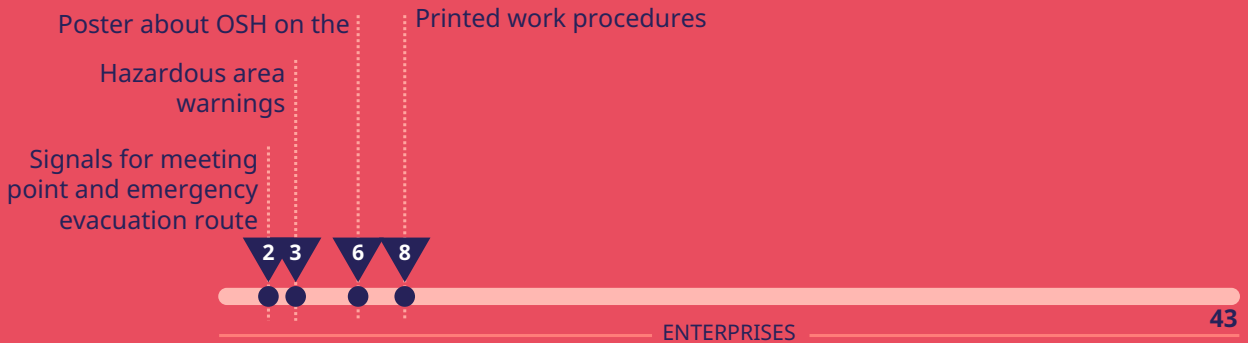 Poster about OSH on the
Printed work procedures
Hazardous area
warnings
Signals for meeting
point and emergency
evacuation route
2 3 6 8
43
ENTERPRISES